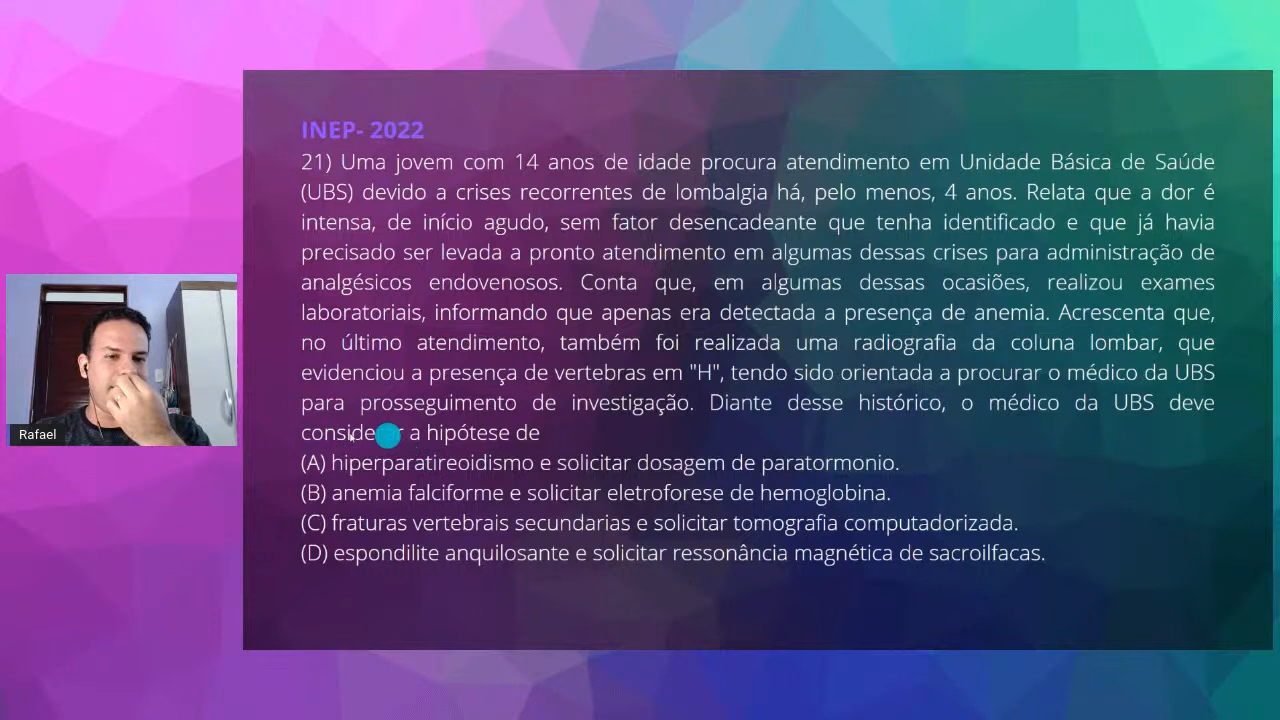 INEP- 2022
21) Uma jovem com 14 anos de idade procura atendimento em Unidade Básica de Saúde
(UBS) devido a crises recorrentes de lombalgia há, pelo menos, 4 anos. Relata que a dor é
intensa, de início agudo, sem fator desencadeante que tenha identificado e que já havia
precisado ser levada a pronto atendimento em algumas dessas crises para administração de
analgésicos endovenosos. Conta que, em algumas dessas ocasiões, realizou exames
laboratoriais, informando que apenas era detectada a presença de anemia. Acrescenta que,
no último atendimento, também foi realizada uma radiografia da coluna lombar, que
evidenciou a presença de vertebras em "H", tendo sido orientada a procurar o médico da UBS
para prosseguimento de investigação. Diante desse histórico, o médico da UBS deve
considerar a hipótese de
(A) hiperparatireoidismo e solicitar dosagem de paratormonio.
(B) anemia falciforme e solicitar eletroforese de hemoglobina.
(C) fraturas vertebrais secundarias e solicitar tomografia computadorizada.
(D) espondilite anquilosante e solicitar ressonância magnética de sacroilfacas.
Rafael